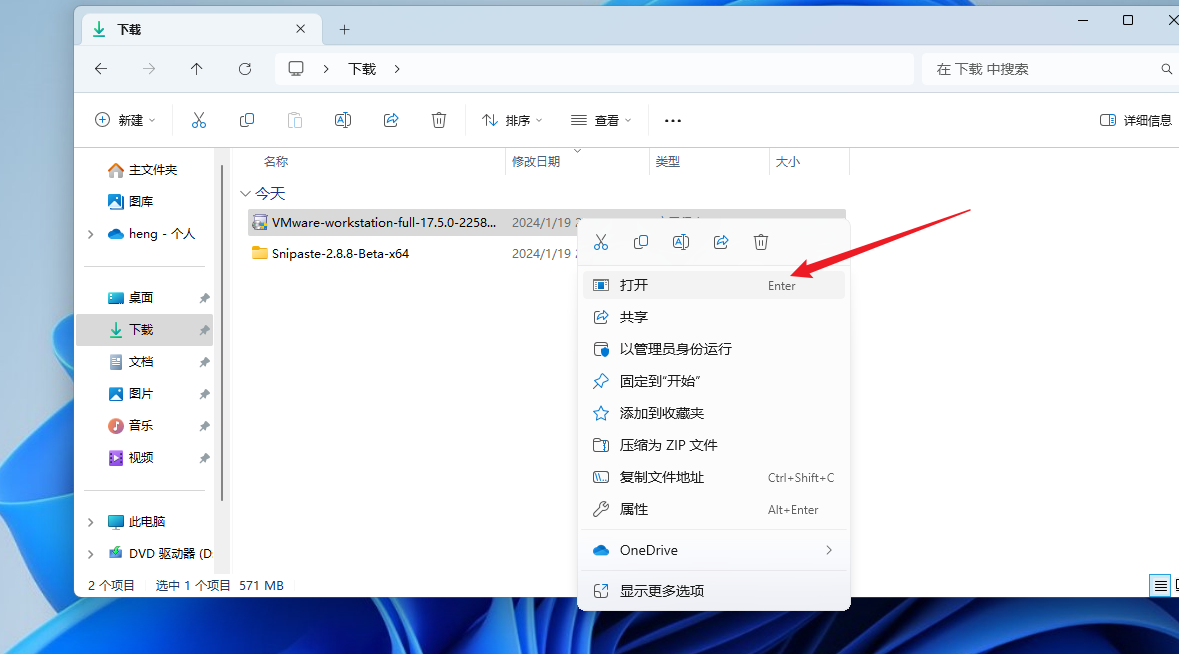 下载
下载
在 下载 中搜索
新建
排序
查看
详细信息
名称
修改日期
类型
大小
主文件夹
图库
heng - 个人
桌面
下载
文档
图片
音乐
视频
此电脑
DVD 驱动器 (D
今天
VMware-workstation-full-17.5.0-2258... 2024/1/19
Snipaste-2.8.8-Beta-x64 2024/1/19
打开 Enter
共享
以管理员身份运行
固定到"开始"
添加到收藏夹
压缩为 ZIP 文件
复制文件地址 Ctrl+Shift+C
属性 Alt+Enter
OneDrive
显示更多选项
2 个项目 选中 1 个项目 571 MB